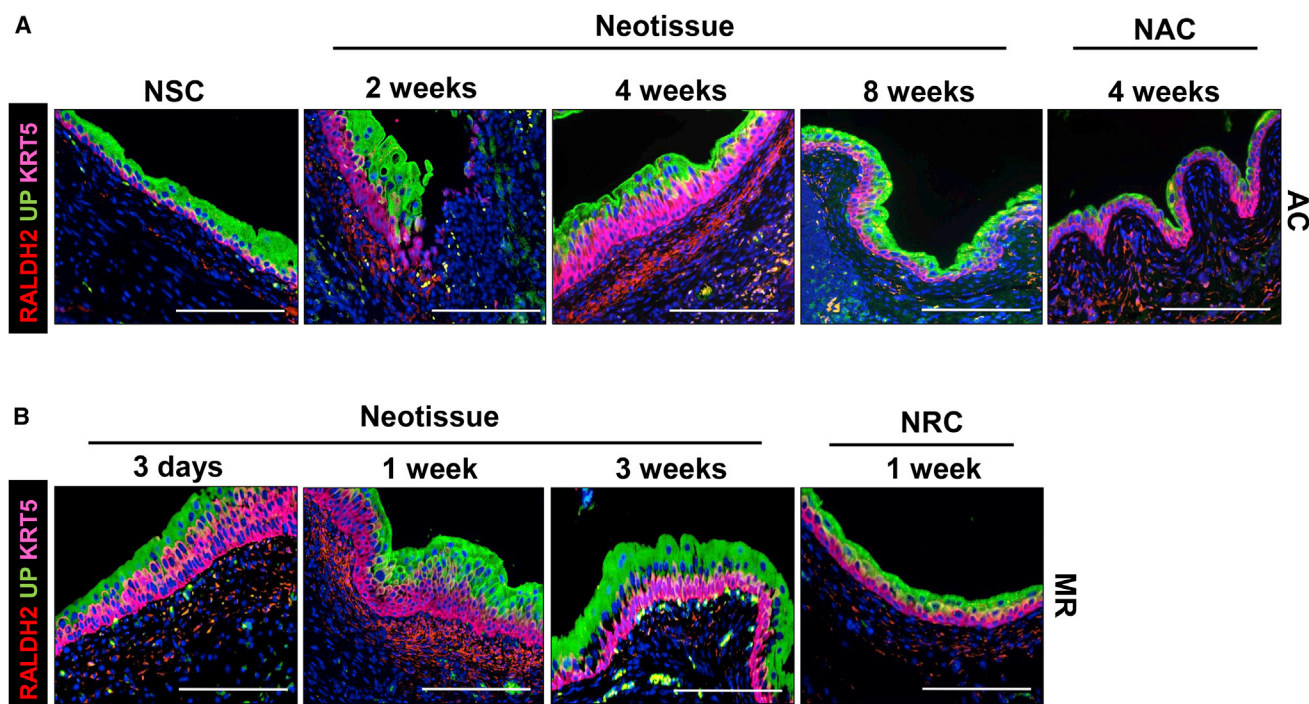 A
Neotissue
NAC
NSC
2 weeks
4 weeks
8 weeks
4 weeks
RALDH2 UP KRT5
AC
B
Neotissue
NRC
3 days
1 week
3 weeks
1 week
RALDH2 UP KRT5
MR